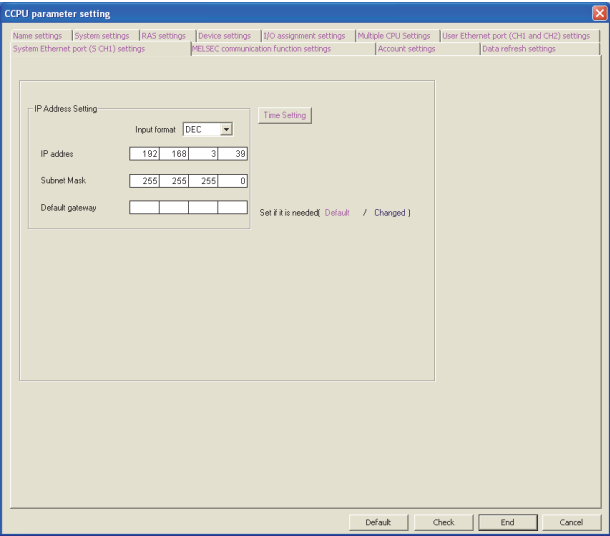 CCPU parameter setting
Name settings System settings RAS settings Device settings I/O assignment settings Multiple CPU Settings User Ethernet port (CH1 and CH2) settings
System Ethernet port (S CH1) settings MELSEC communication function settings Account settings Data refresh settings
IP Address Setting
Time Setting
Input format DEC
IP addres 192 168 3 39
Subnet Mask 255 255 255 0
Default gateway
Set if it is needed( Default / Changed )
Default Check End Cancel